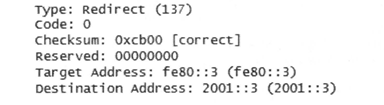 Type: Redirect (137)
Code: 0
Checksum: 0xcb00 [correct]
Reserved: 00000000
Target Address: fe80::3 (fe80::3)
Destination Address: 2001::3 (2001::3)